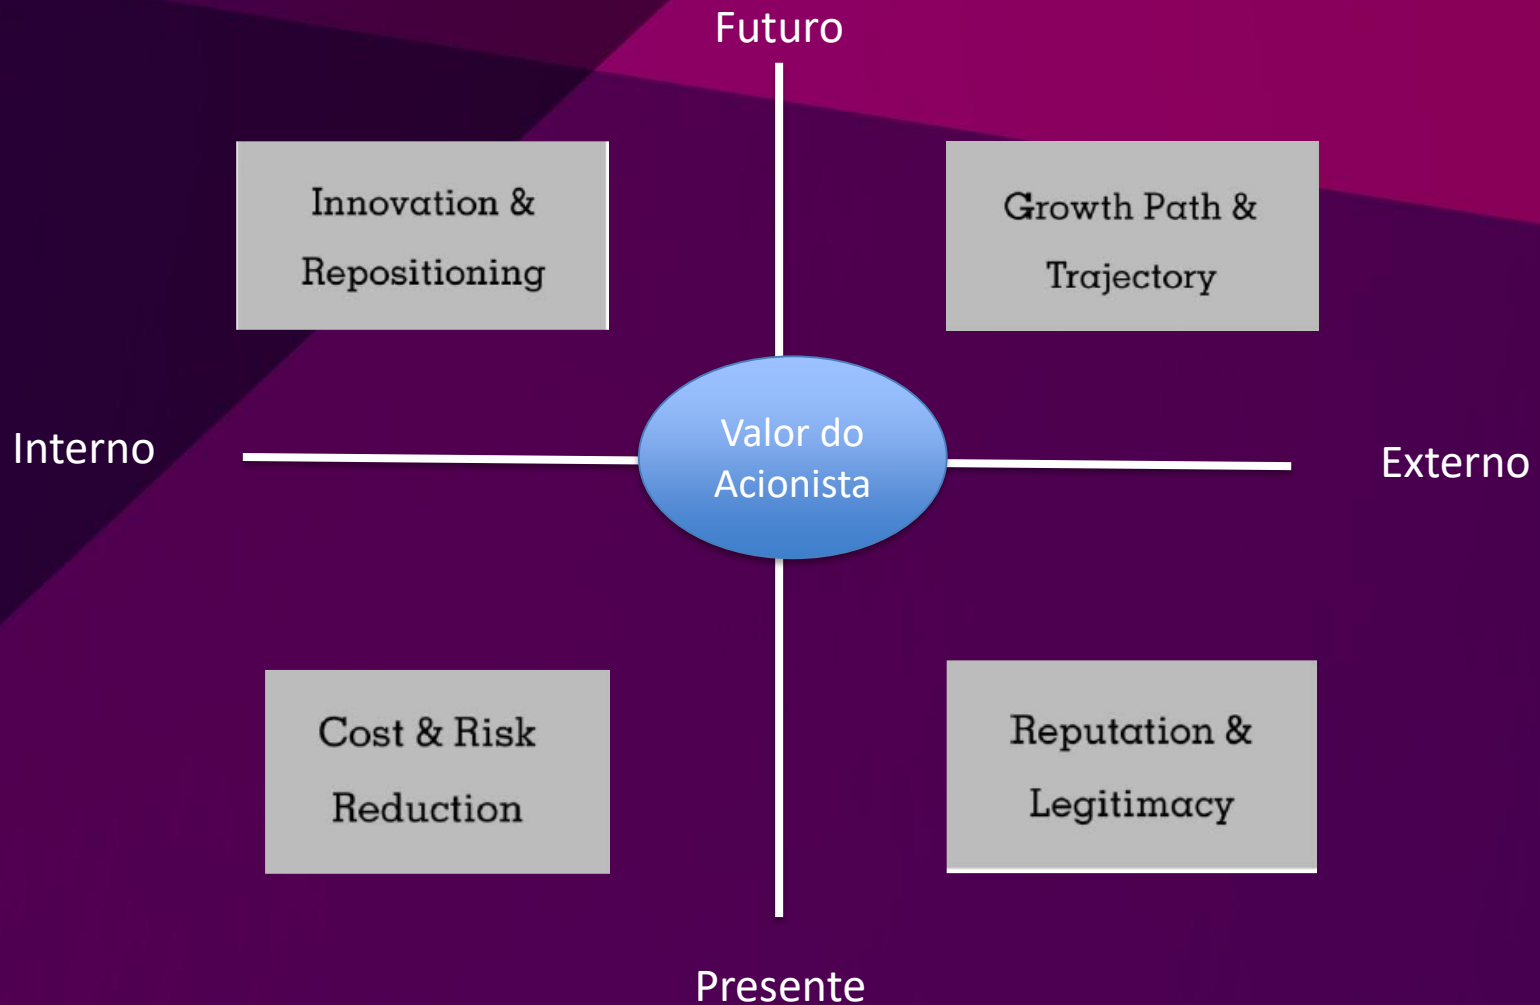 Futuro
Innovation &
Repositioning
Growth Path &
Trajectory
Interno
Valor do
Acionista
Externo
Cost & Risk
Reduction
Reputation &
Legitimacy
Presente